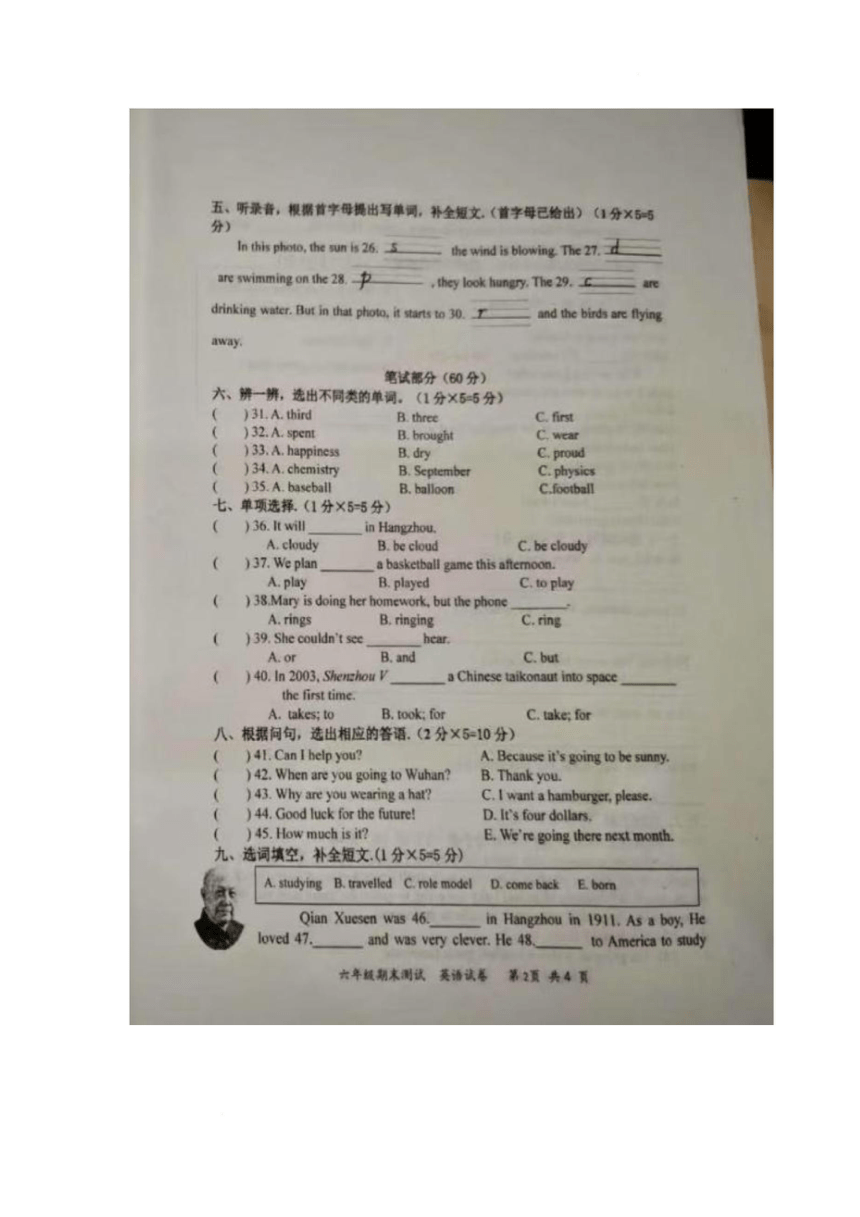 五、听录音，根据首字母提出写单词，补全短文.（首字母已给出）（1分×5=5
分）
In this photo, the sun is 26. s the wind is blowing. The 27. d
are swimming on the 28. p , they look hungry. The 29. c are
drinking water. But in that photo, it starts to 30. r and the birds are flying
away.
笔试部分（60分）
六、辨一辨，选出不同类的单词。（1分×5=5分）
( ) 31. A. third B. three C. first
( ) 32. A. spent B. brought C. wear
( ) 33. A. happiness B. dry C. proud
( ) 34. A. chemistry B. September C. physics
( ) 35. A. baseball B. balloon C.football
七、单项选择.（1分×5=5分）
( ) 36. It will ______ in Hangzhou.
A. cloudy B. be cloud C. be cloudy
( ) 37. We plan ______ a basketball game this afternoon.
A. play B. played C. to play
( ) 38.Mary is doing her homework, but the phone ______.
A. rings B. ringing C. ring
( ) 39. She couldn't see ______ hear.
A. or B. and C. but
( ) 40. In 2003, Shenzhou V ______ a Chinese taikonaut into space ______
the first time.
A. takes; to B. took; for C. take; for
八、根据问句，选出相应的答语.（2分×5=10分）
( ) 41. Can I help you? A. Because it's going to be sunny.
( ) 42. When are you going to Wuhan? B. Thank you.
( ) 43. Why are you wearing a hat? C. I want a hamburger, please.
( ) 44. Good luck for the future! D. It's four dollars.
( ) 45. How much is it? E. We're going there next month.
九、选词填空，补全短文.(1分×5=5分)
A. studying B. travelled C. role model D. come back E. born
Qian Xuesen was 46.______ in Hangzhou in 1911. As a boy, He
loved 47.______ and was very clever. He 48.______ to America to study
六年级期末测试 英语试卷 第2页 共4页